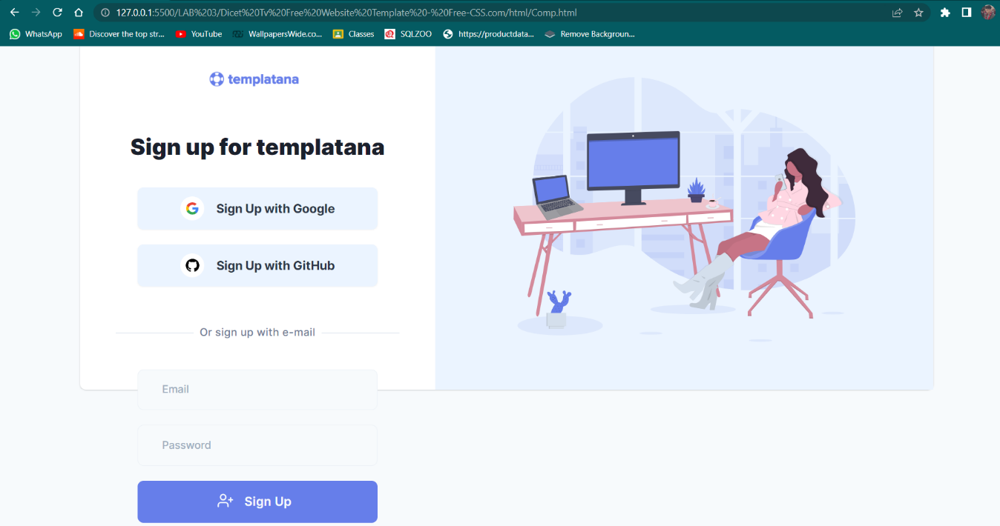 127.0.0.1:5500/LAB%203/Dicet%20Tv%20Free%20Website%20Template%20-%20Free-CSS.com/html/Comp.html
WhatsApp Discover the top str... YouTube WallpapersWide.co... Classes SQLZOO https://productdata... Remove Backgroun...
templatana
Sign up for templatana
Sign Up with Google
Sign Up with GitHub
Or sign up with e-mail
Email
Password
Sign Up